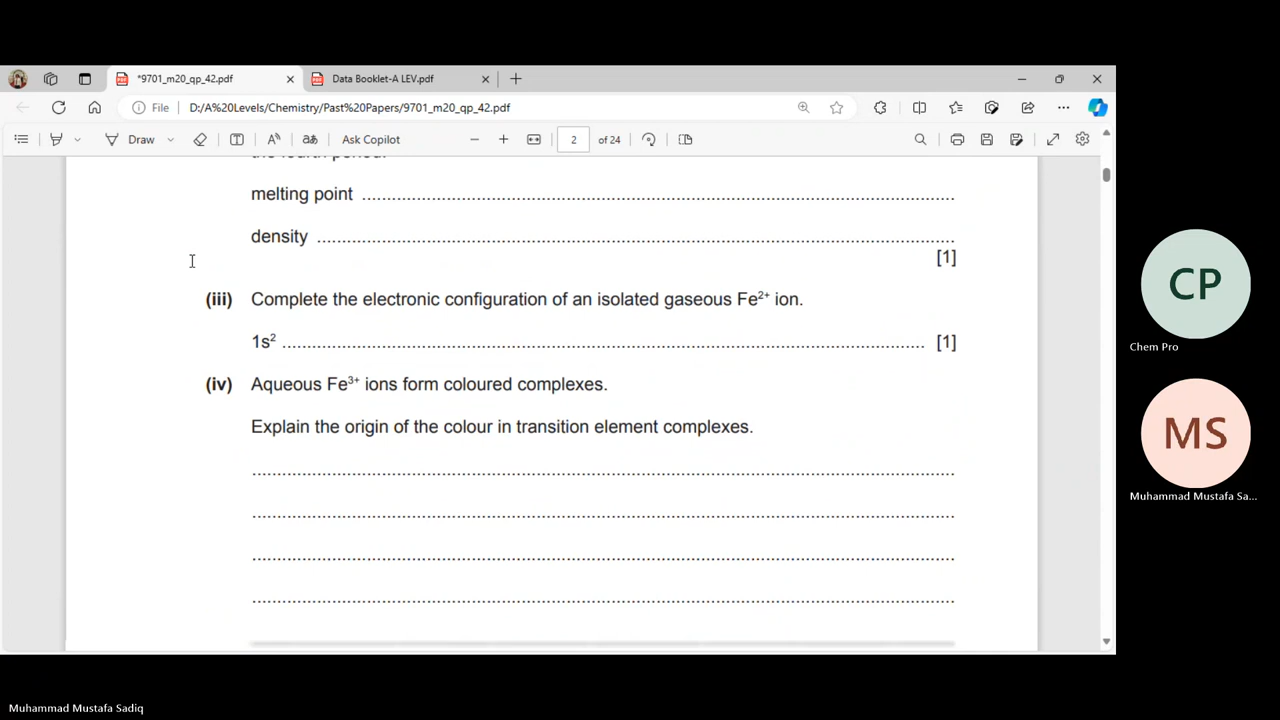 *9701_m20_qp_42.pdf
Data Booklet-A LEV.pdf
File
D:/A%20Levels/Chemistry/Past%20Papers/9701_m20_qp_42.pdf
Draw
Ask Copilot
2 of 24
the fourth period.
melting point ................................................................
density ................................................................
[1]
(iii) Complete the electronic configuration of an isolated gaseous Fe²⁺ ion.
1s² ................................................................ [1]
(iv) Aqueous Fe³⁺ ions form coloured complexes.
Explain the origin of the colour in transition element complexes.
................................................................
................................................................
................................................................
................................................................
CP
Chem Pro
MS
Muhammad Mustafa Sa...
Muhammad Mustafa Sadiq